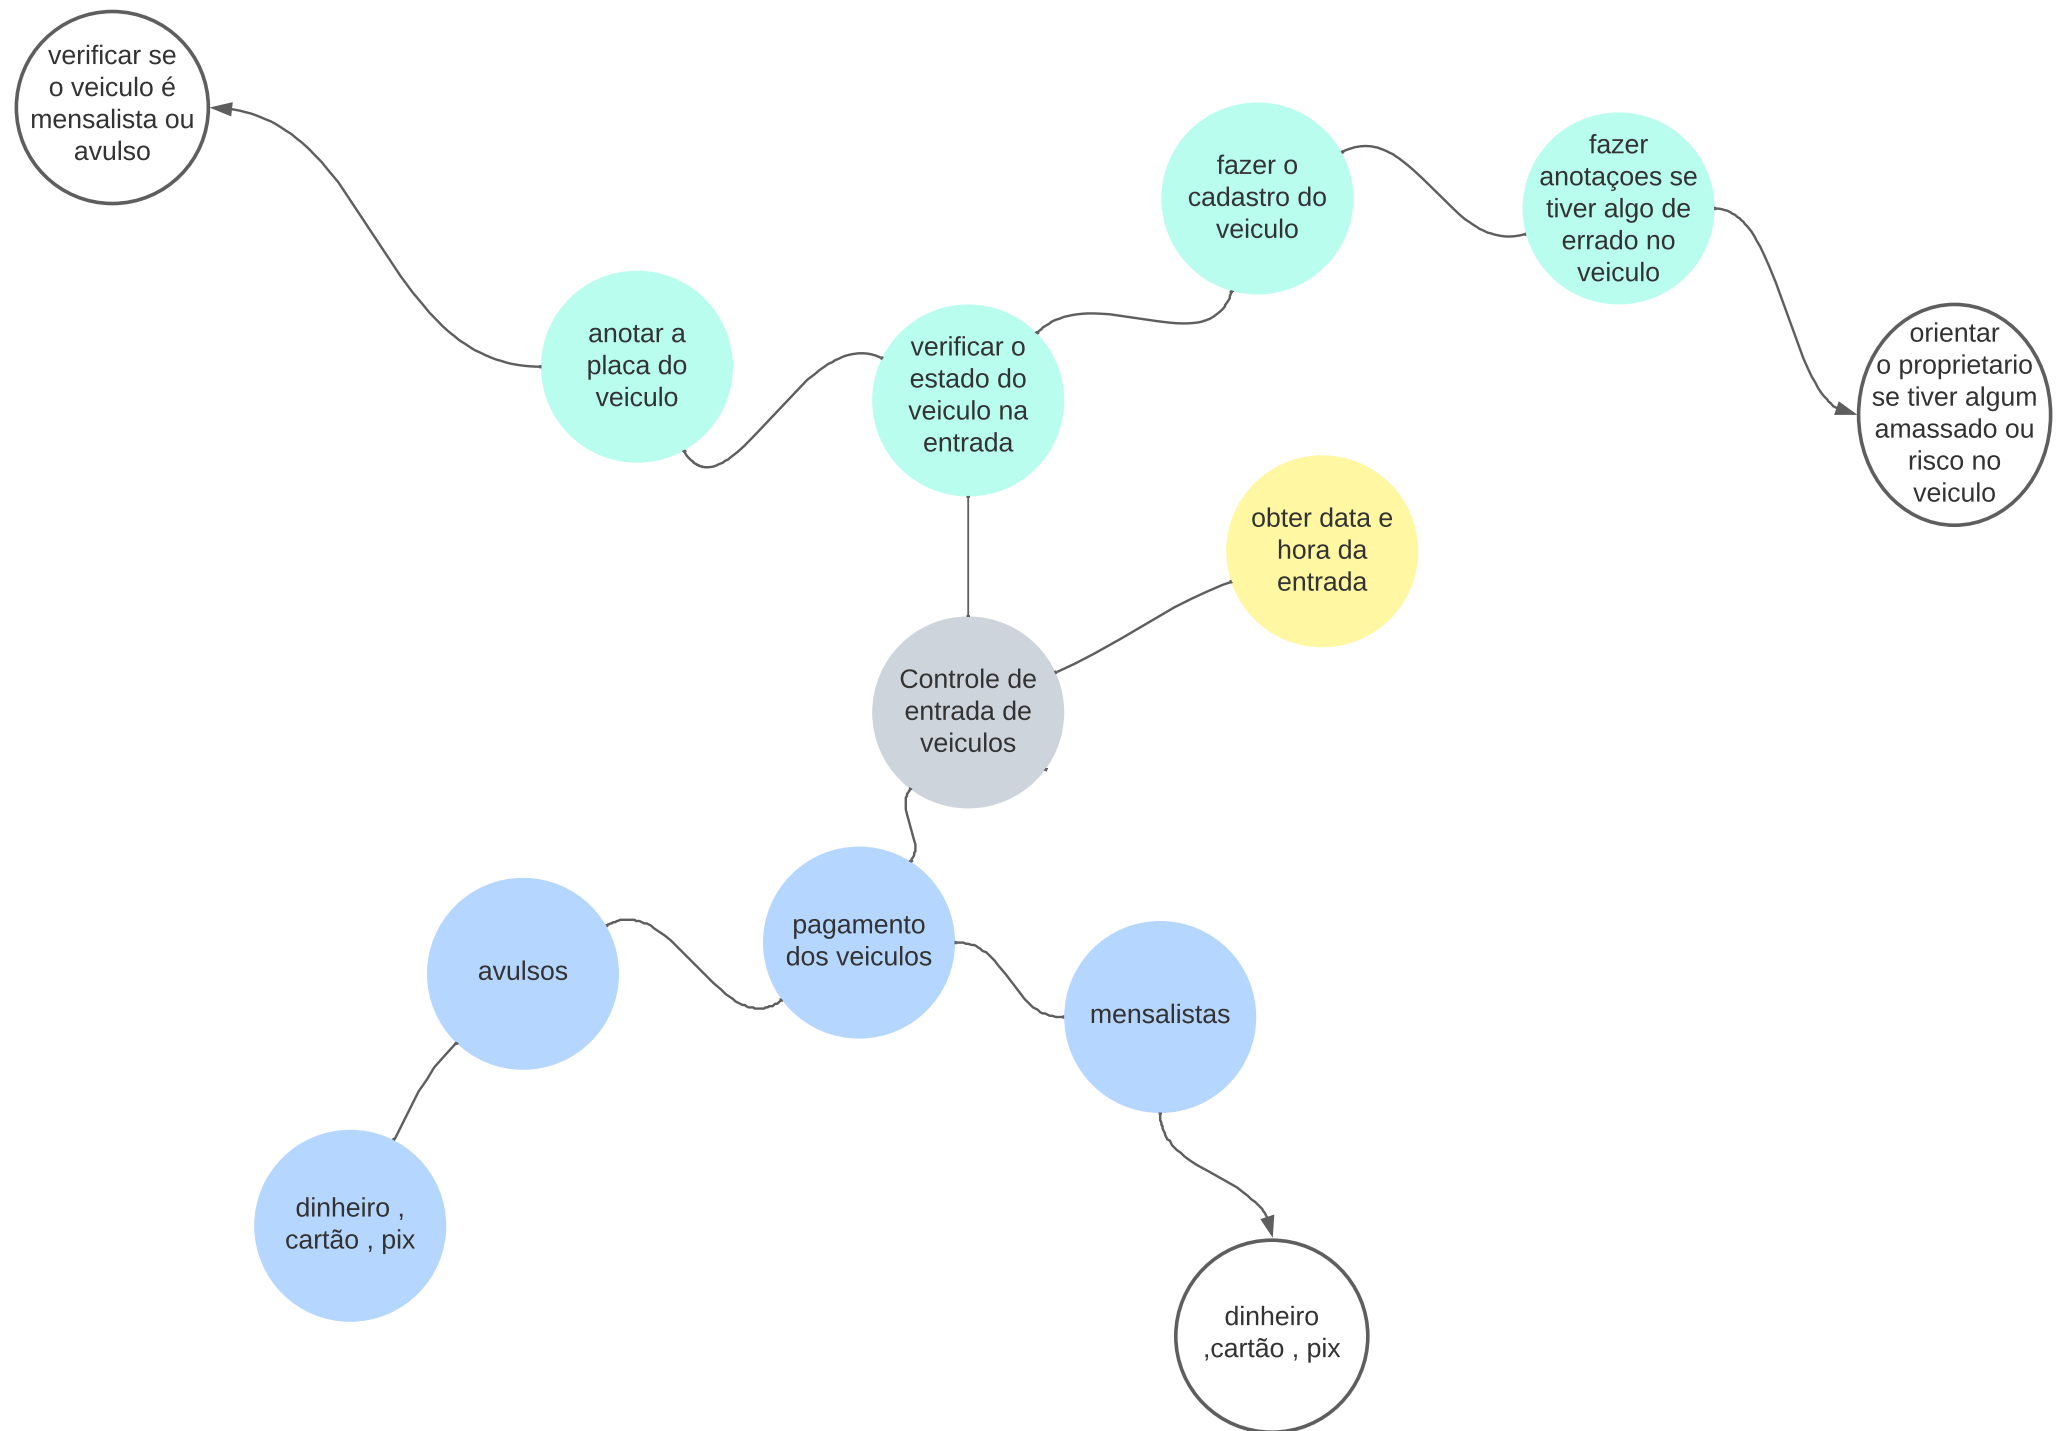 verificar se
o veiculo é
mensalista ou
avulso
fazer o
cadastro do
veiculo
fazer
anotaçoes se
tiver algo de
errado no
veiculo
anotar a
placa do
veiculo
verificar o
estado do
veiculo na
entrada
orientar
o proprietario
se tiver algum
amassado ou
risco no
veiculo
obter data e
hora da
entrada
Controle de
entrada de
veiculos
pagamento
dos veiculos
avulsos
mensalistas
dinheiro ,
cartão , pix
dinheiro
,cartão , pix